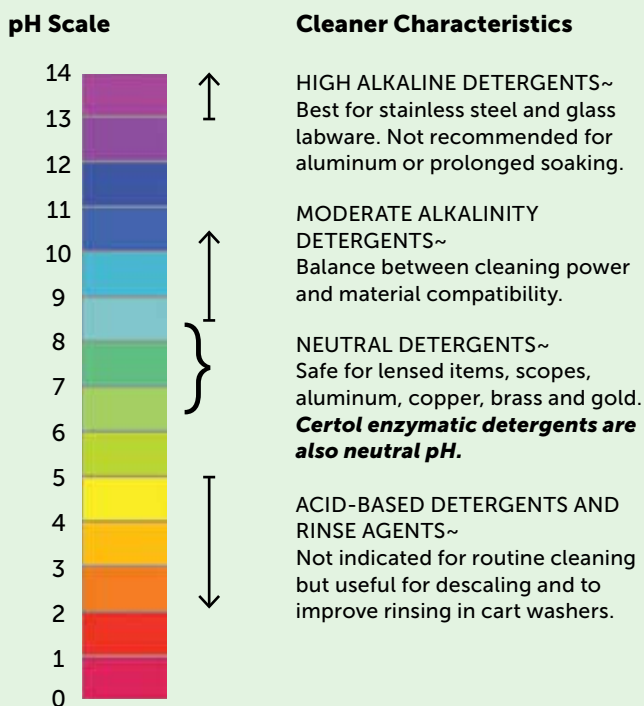 pH Scale
Cleaner Characteristics
14
13
12
11
10
9
8
7
6
5
4
3
2
1
0
HIGH ALKALINE DETERGENTS~
Best for stainless steel and glass
labware. Not recommended for
aluminum or prolonged soaking.
MODERATE ALKALINITY
DETERGENTS~
Balance between cleaning power
and material compatibility.
NEUTRAL DETERGENTS~
Safe for lensed items, scopes,
aluminum, copper, brass and gold.
Certol enzymatic detergents are
also neutral pH.
ACID-BASED DETERGENTS AND
RINSE AGENTS~
Not indicated for routine cleaning
but useful for descaling and to
improve rinsing in cart washers.